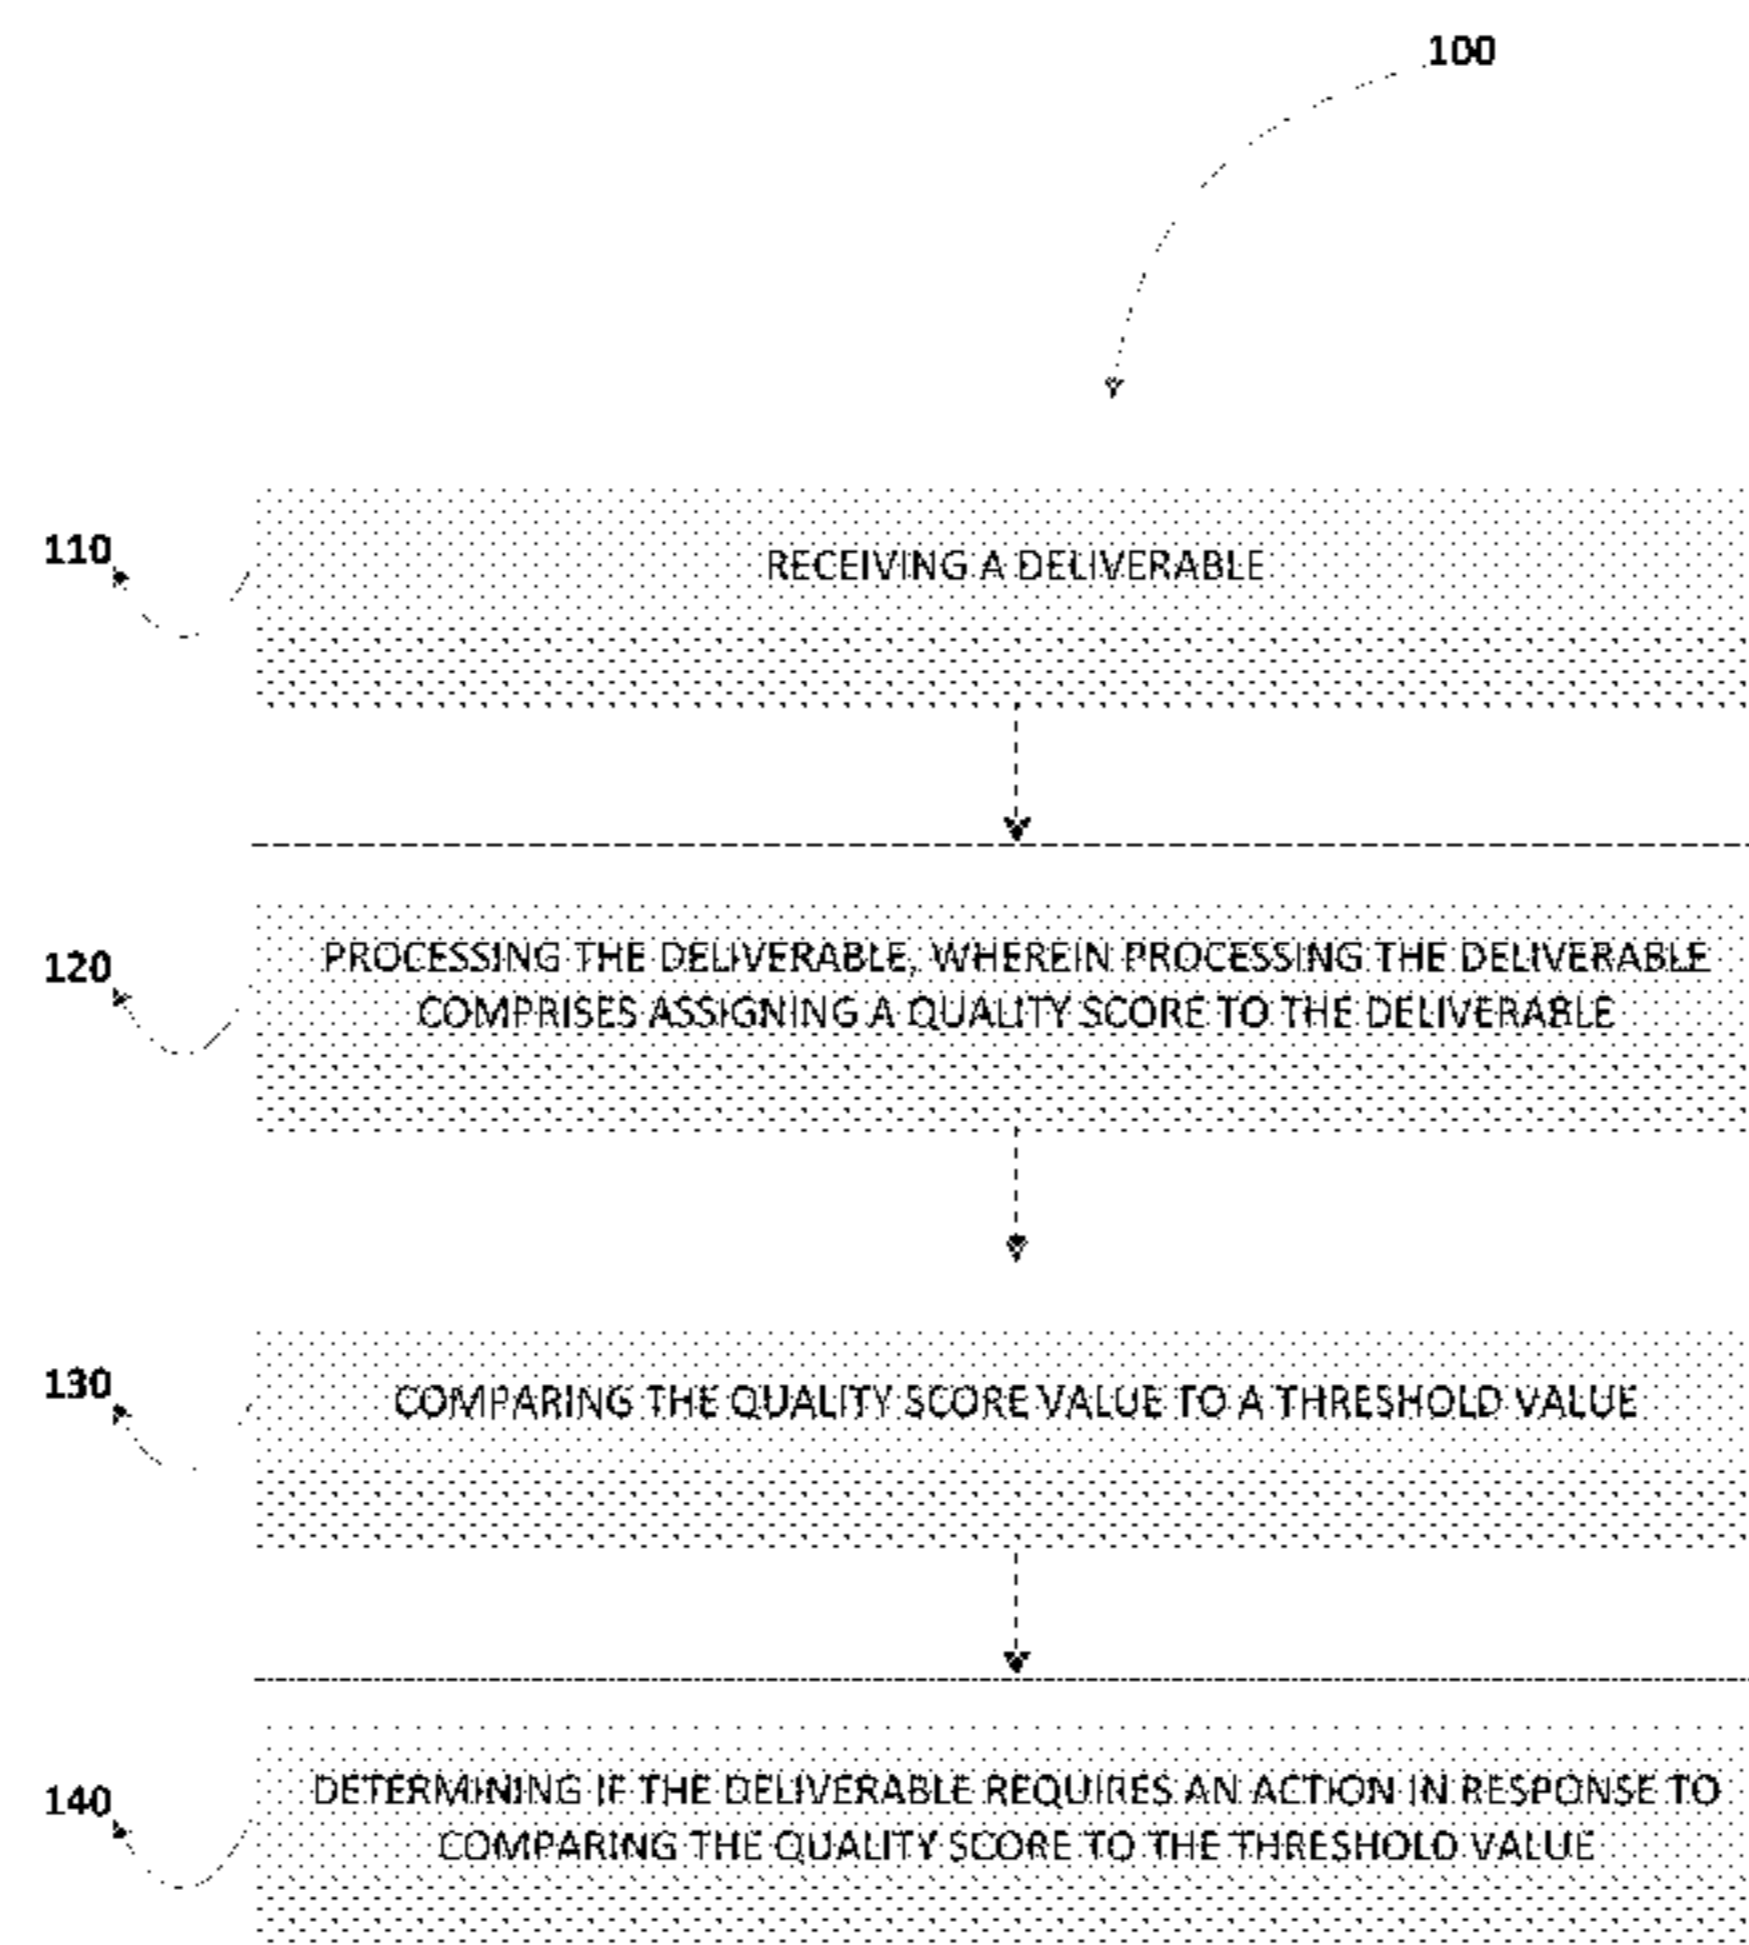 100
110
RECEIVING A DELIVERABLE
120
PROCESSING THE DELIVERABLE, WHEREIN PROCESSING THE DELIVERABLE
COMPRISES ASSIGNING A QUALITY SCORE TO THE DELIVERABLE
130
COMPARING THE QUALITY SCORE VALUE TO A THRESHOLD VALUE
140
DETERMINING IF THE DELIVERABLE REQUIRES AN ACTION IN RESPONSE TO
COMPARING THE QUALITY SCORE TO THE THRESHOLD VALUE